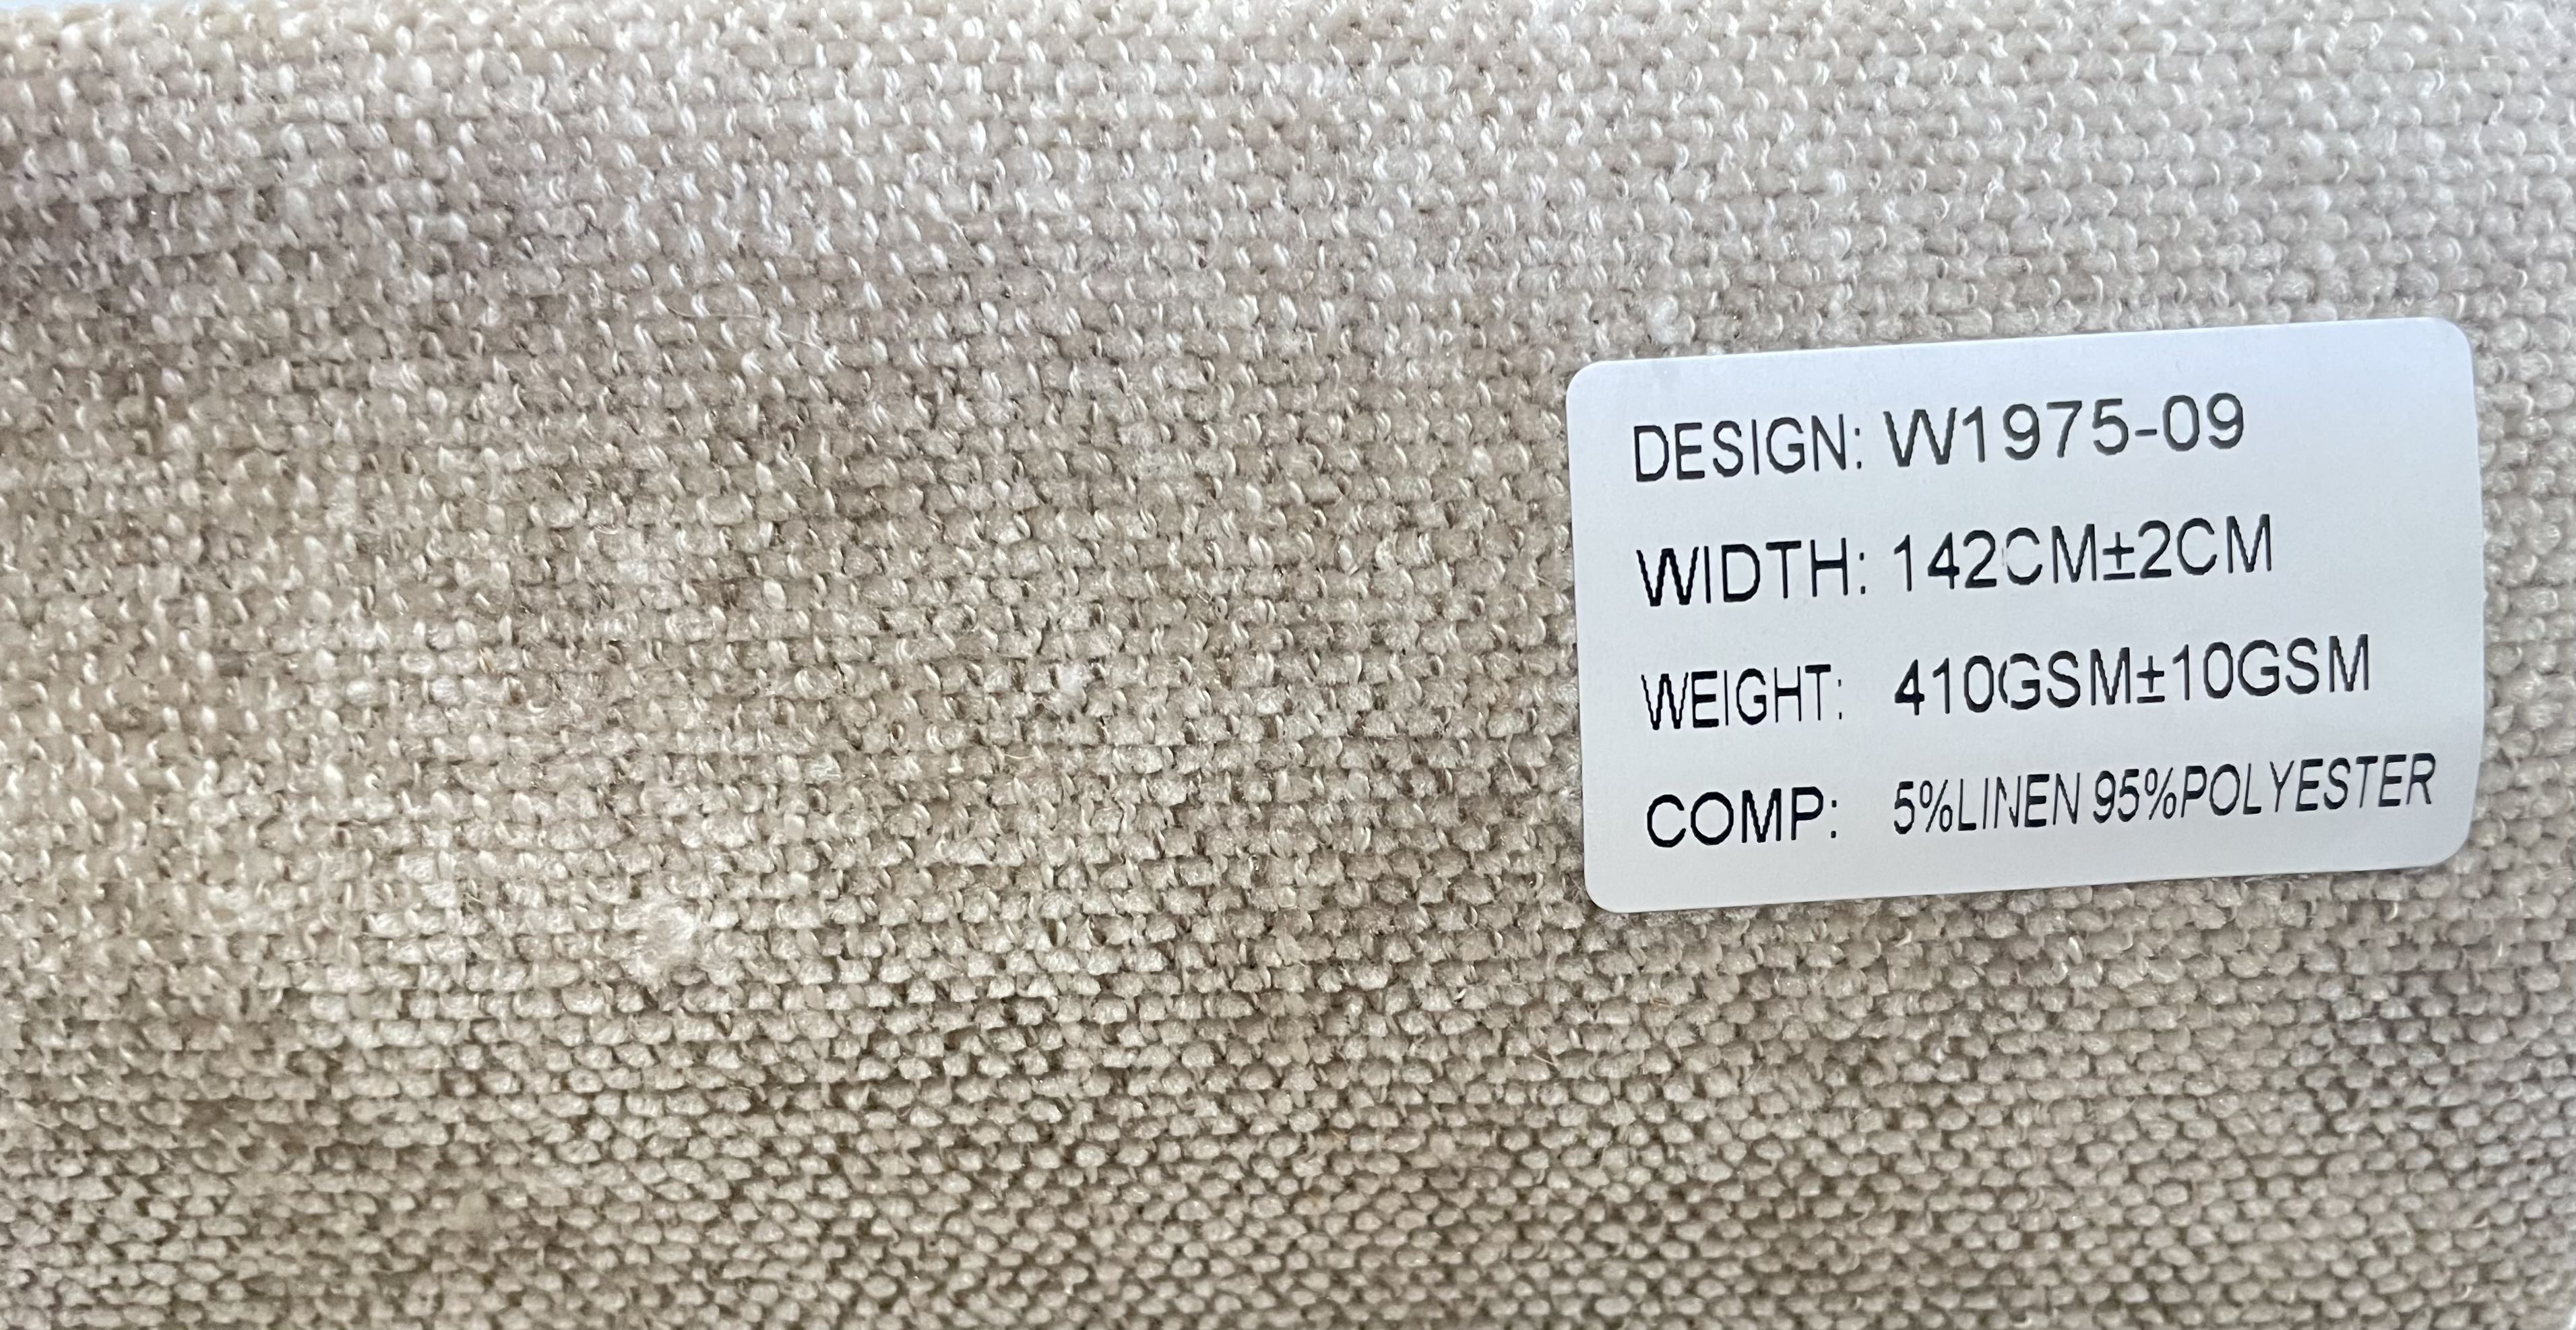 DESIGN: W1975-09
WIDTH: 142CM±2CM
WEIGHT: 410GSM±10GSM
COMP: 5%LINEN 95%POLYESTER